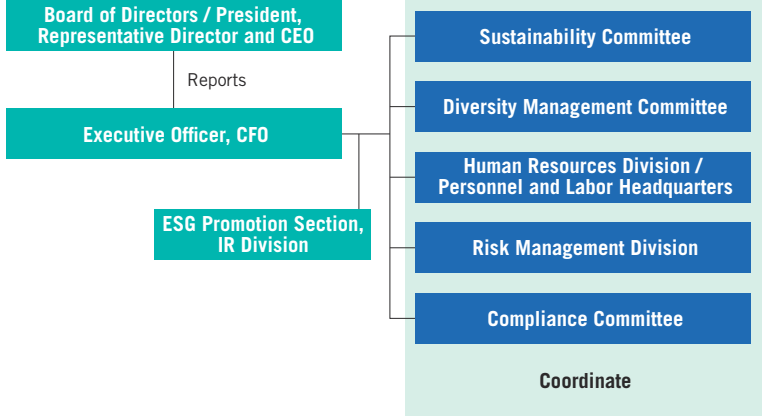 Board of Directors / President,
Representative Director and CEO
Reports
Executive Officer, CFO
ESG Promotion Section,
IR Division
Sustainability Committee
Diversity Management Committee
Human Resources Division /
Personnel and Labor Headquarters
Risk Management Division
Compliance Committee
Coordinate